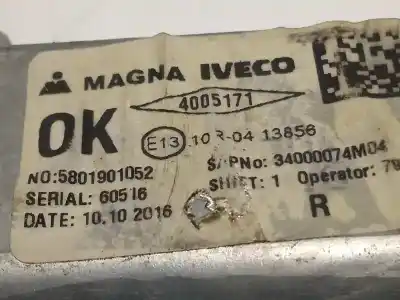 MAGNA IVECO
4005171
OK
E13 10R-04 13856
NO:5801901052
S/PNo: 34000074M04
SERIAL: 60516
SHIFT: 1 Operator: 79
DATE: 10.10 2016
R